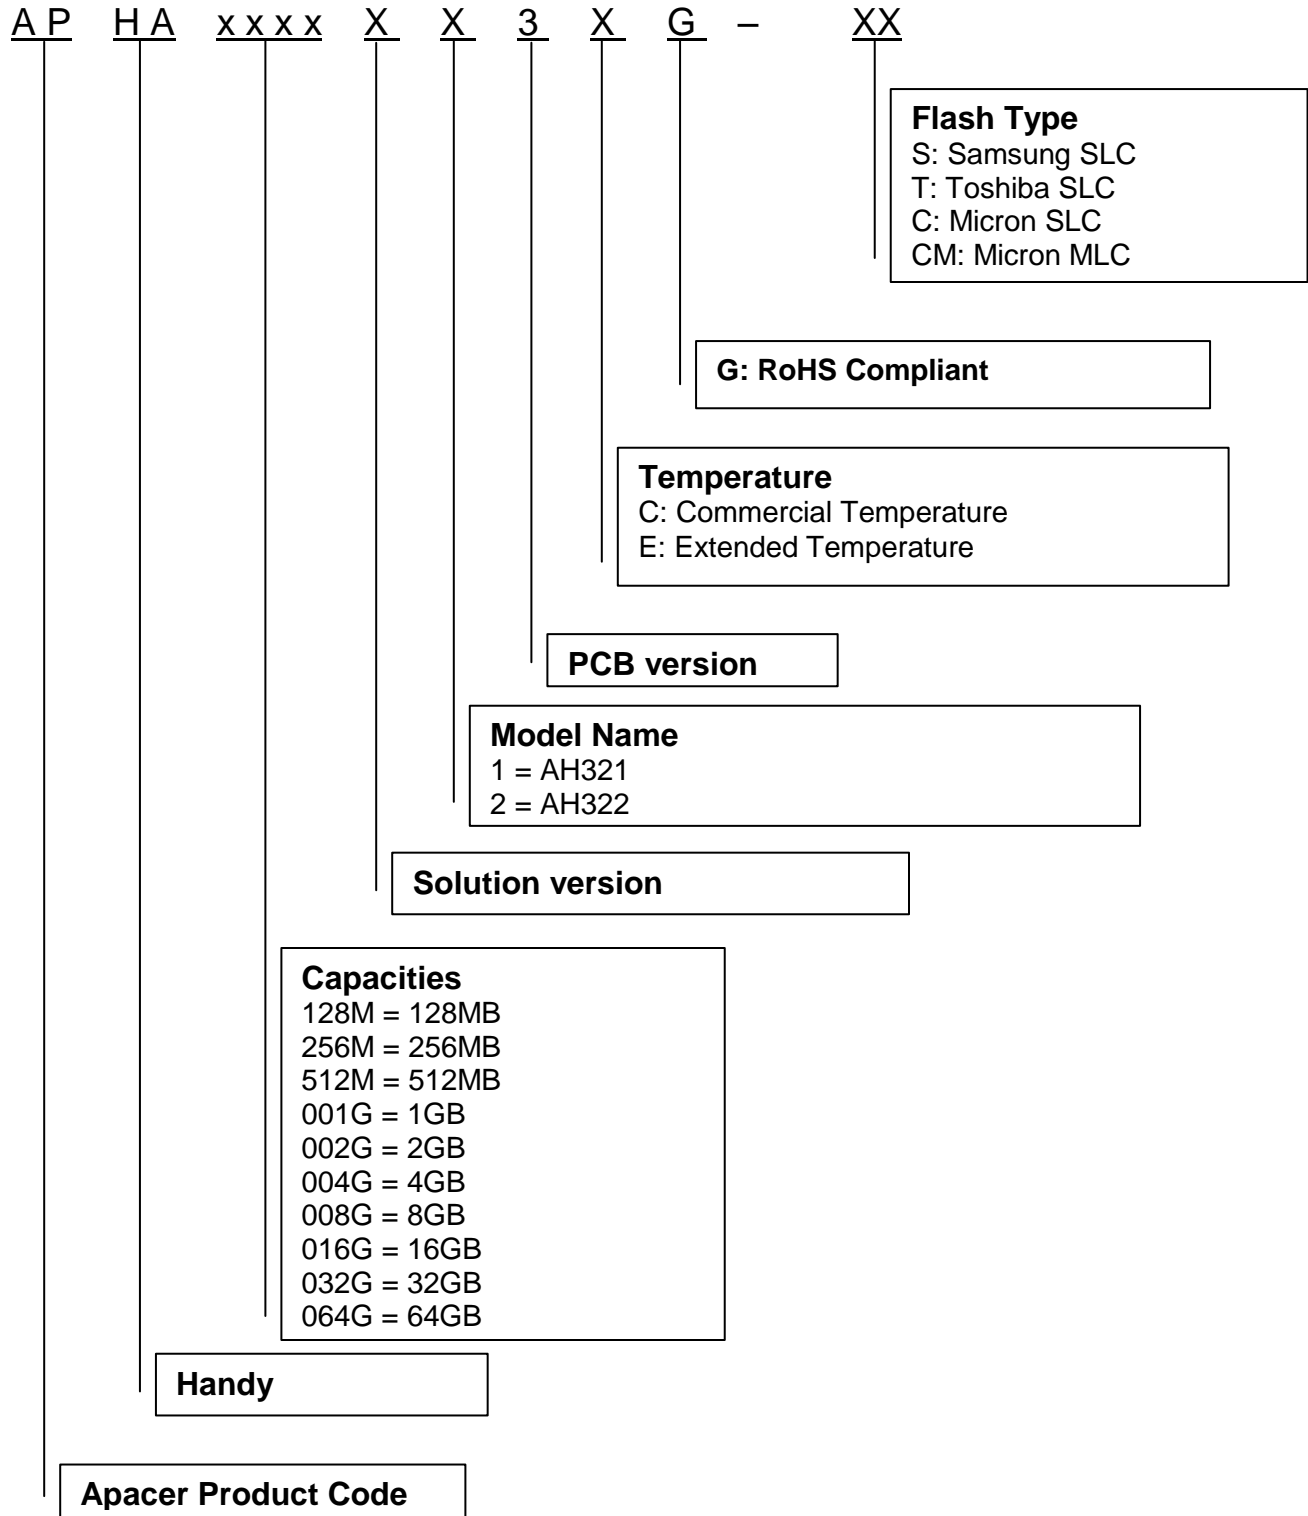 A P H A x x x x X X 3 X G – XX
Flash Type
S: Samsung SLC
T: Toshiba SLC
C: Micron SLC
CM: Micron MLC
G: RoHS Compliant
Temperature
C: Commercial Temperature
E: Extended Temperature
PCB version
Model Name
1 = AH321
2 = AH322
Solution version
Capacities
128M = 128MB
256M = 256MB
512M = 512MB
001G = 1GB
002G = 2GB
004G = 4GB
008G = 8GB
016G = 16GB
032G = 32GB
064G = 64GB
Handy
Apacer Product Code